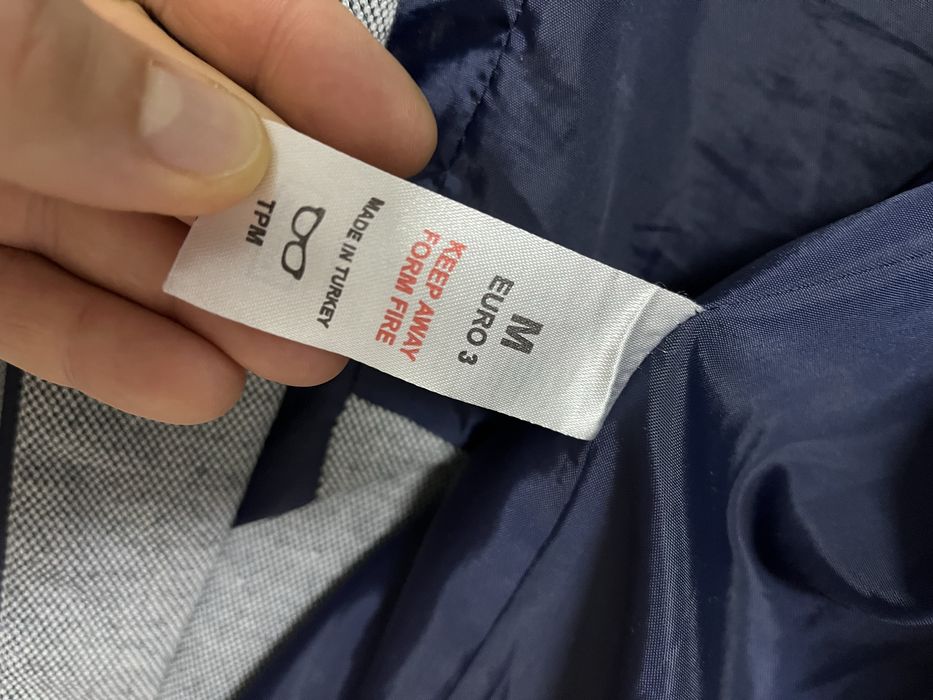 M
EURO 3
KEEP AWAY
FORM FIRE
MADE IN TURKEY
TPM